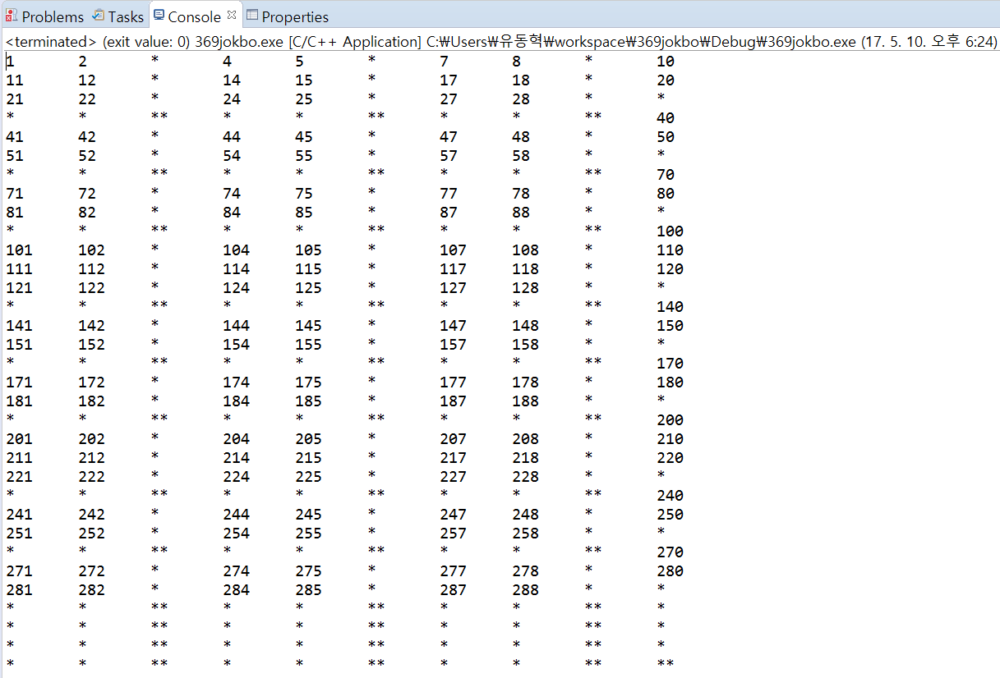 Problems Tasks Console Properties
<terminated> (exit value: 0) 369jokbo.exe [C/C++ Application] C:₩Users₩유동혁₩workspace₩369jokbo₩Debug₩369jokbo.exe (17. 5. 10. 오후 6:24)
1 2 * 4 5 * 7 8 * 10
11 12 * 14 15 * 17 18 * 20
21 22 * 24 25 * 27 28 * *
* * ** * * ** * * ** 40
41 42 * 44 45 * 47 48 * 50
51 52 * 54 55 * 57 58 * *
* * ** * * ** * * ** 70
71 72 * 74 75 * 77 78 * 80
81 82 * 84 85 * 87 88 * *
* * ** * * ** * * ** 100
101 102 * 104 105 * 107 108 * 110
111 112 * 114 115 * 117 118 * 120
121 122 * 124 125 * 127 128 * *
* * ** * * ** * * ** 140
141 142 * 144 145 * 147 148 * 150
151 152 * 154 155 * 157 158 * *
* * ** * * ** * * ** 170
171 172 * 174 175 * 177 178 * 180
181 182 * 184 185 * 187 188 * *
* * ** * * ** * * ** 200
201 202 * 204 205 * 207 208 * 210
211 212 * 214 215 * 217 218 * 220
221 222 * 224 225 * 227 228 * *
* * ** * * ** * * ** 240
241 242 * 244 245 * 247 248 * 250
251 252 * 254 255 * 257 258 * *
* * ** * * ** * * ** 270
271 272 * 274 275 * 277 278 * 280
281 282 * 284 285 * 287 288 * *
* * ** * * ** * * ** *
* * ** * * ** * * ** *
* * ** * * ** * * ** *
* * ** * * ** * * ** **